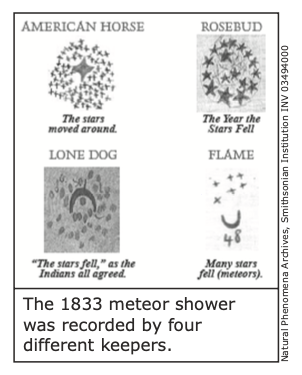 AMERICAN HORSE
The stars
moved around.
ROSEBUD
The Year the
Stars Fell
LONE DOG
"The stars fell," as the
Indians all agreed.
FLAME
48
Many stars
fell (meteors).
The 1833 meteor shower
was recorded by four
different keepers.
Natural Phenomena Archives, Smithsonian Institution INV 03494000